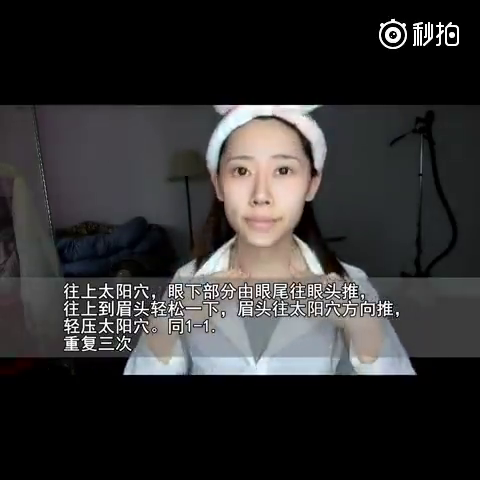 秒拍
往上太阳穴，眼下部分由眼尾往眼头推，
往上到眉头轻松一下，眉头往太阳穴方向推，
轻压太阳穴。同1-1.
重复三次